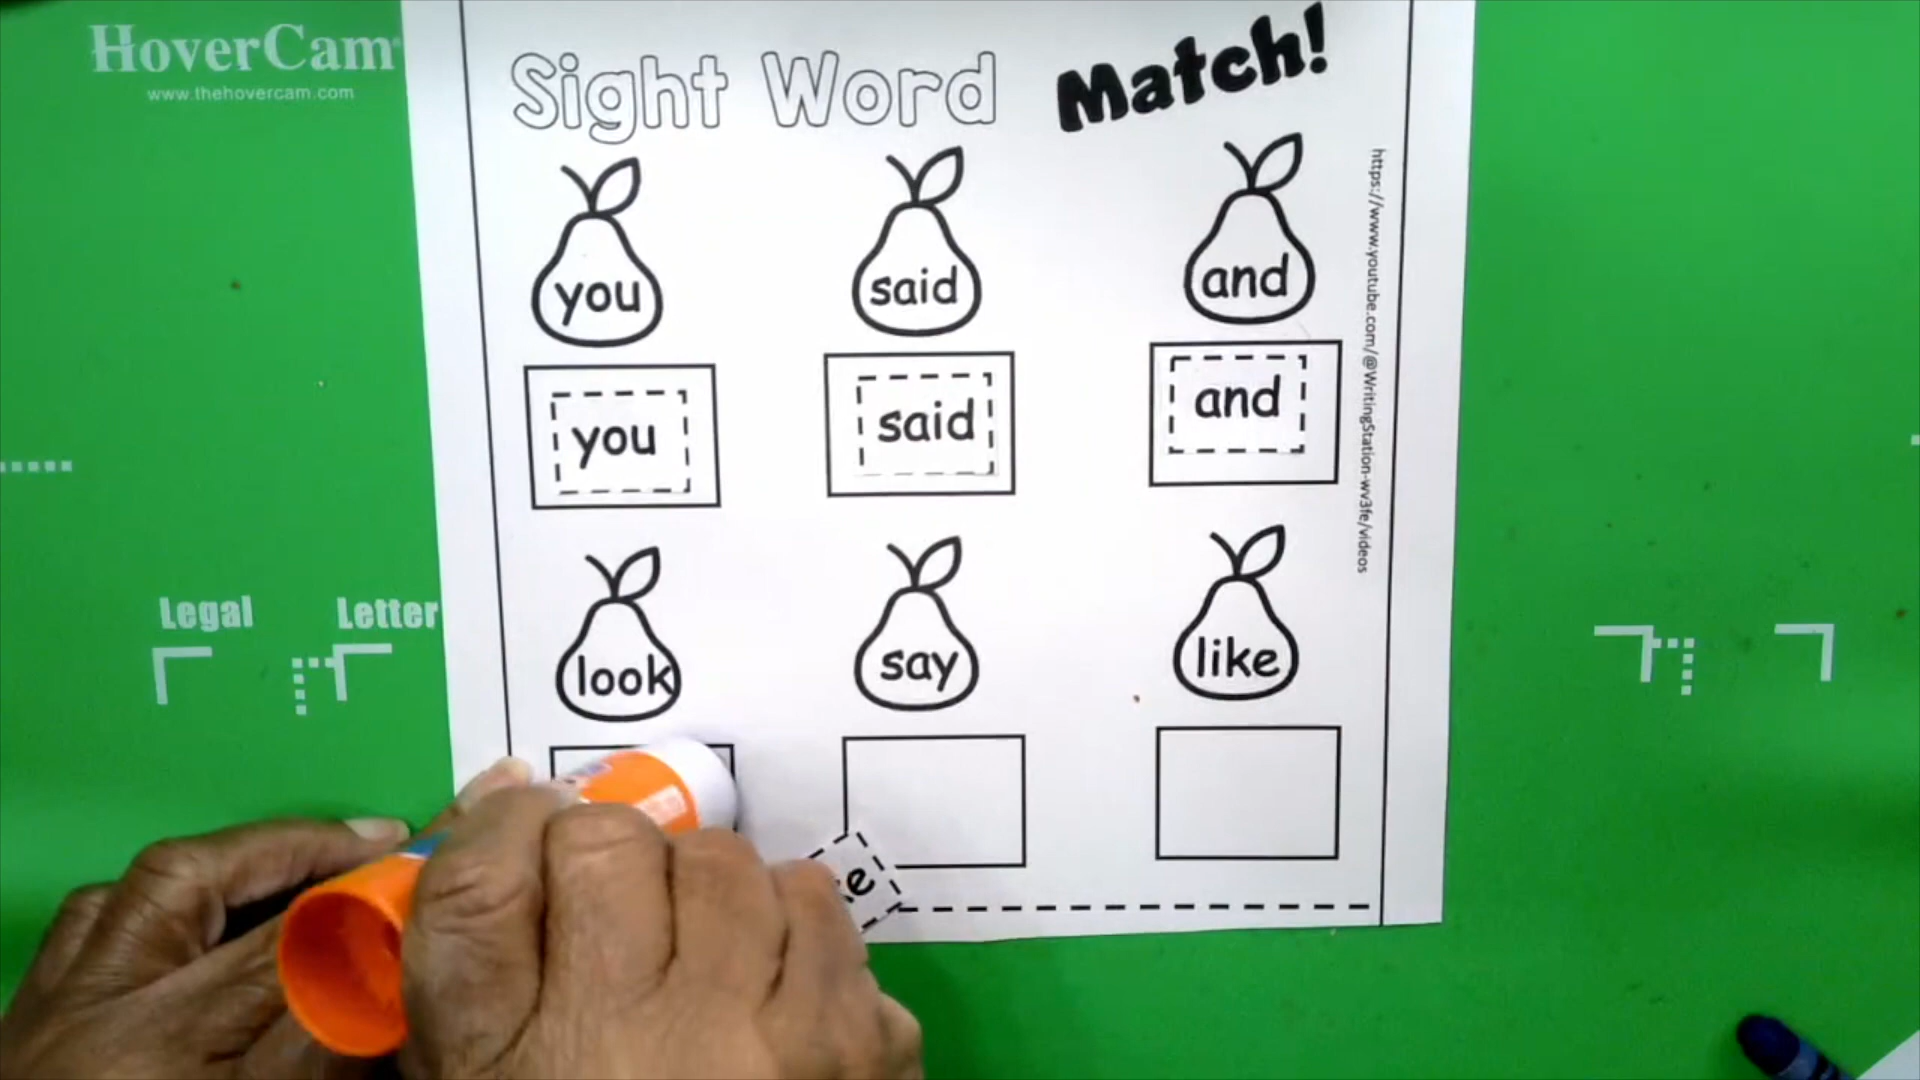 HoverCam
www.thehovercam.com
Sight Word Match!
you said and
you said and
look say like
https://www.youtube.com/@WritingStation-wv3fe/videos
Legal Letter